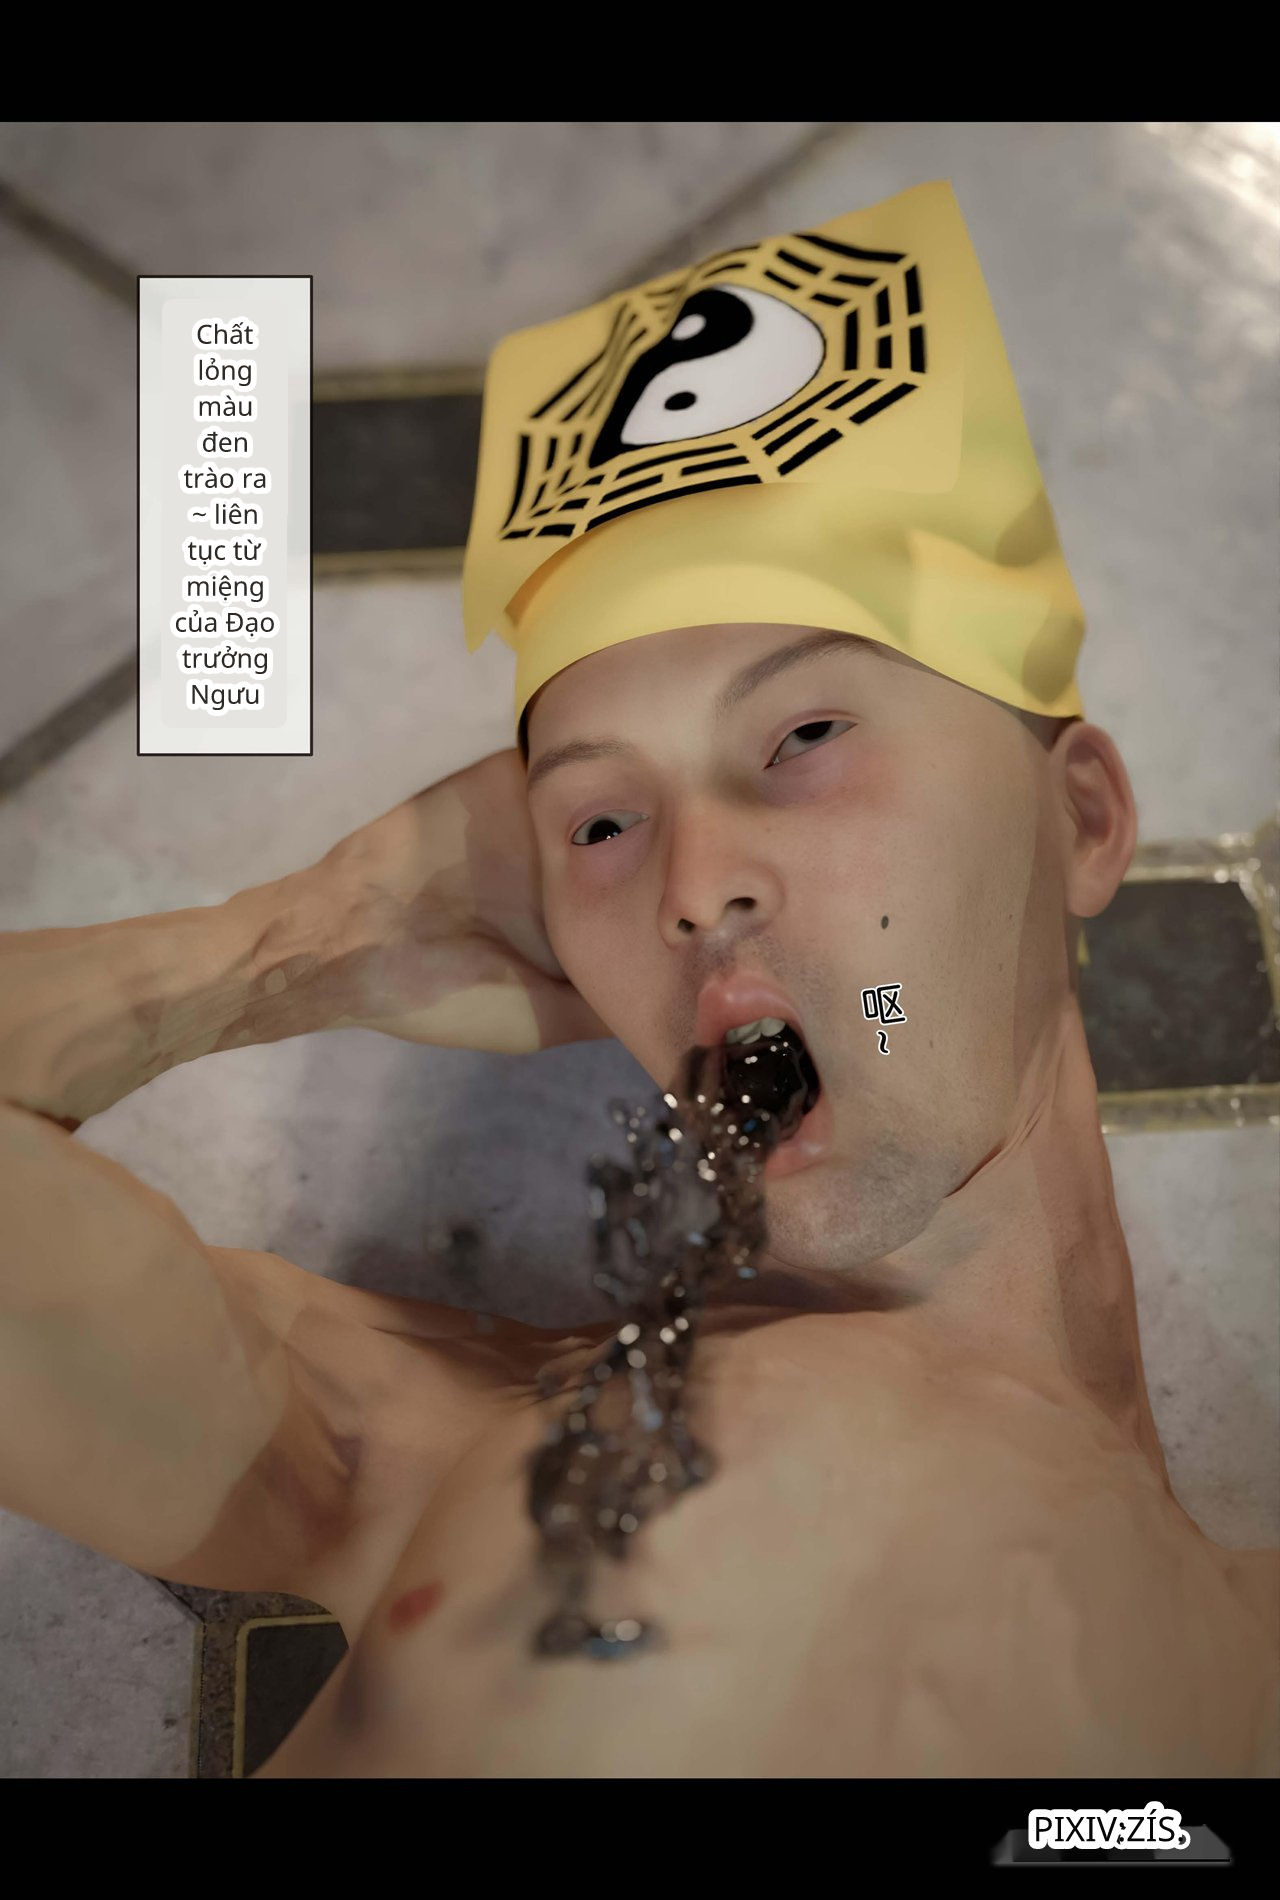 Chất
lỏng
màu
đen
trào ra
~ liên
tục từ
miệng
của Đạo
trưởng
Ngưu
呕
~
PIXIV:ZÍS.